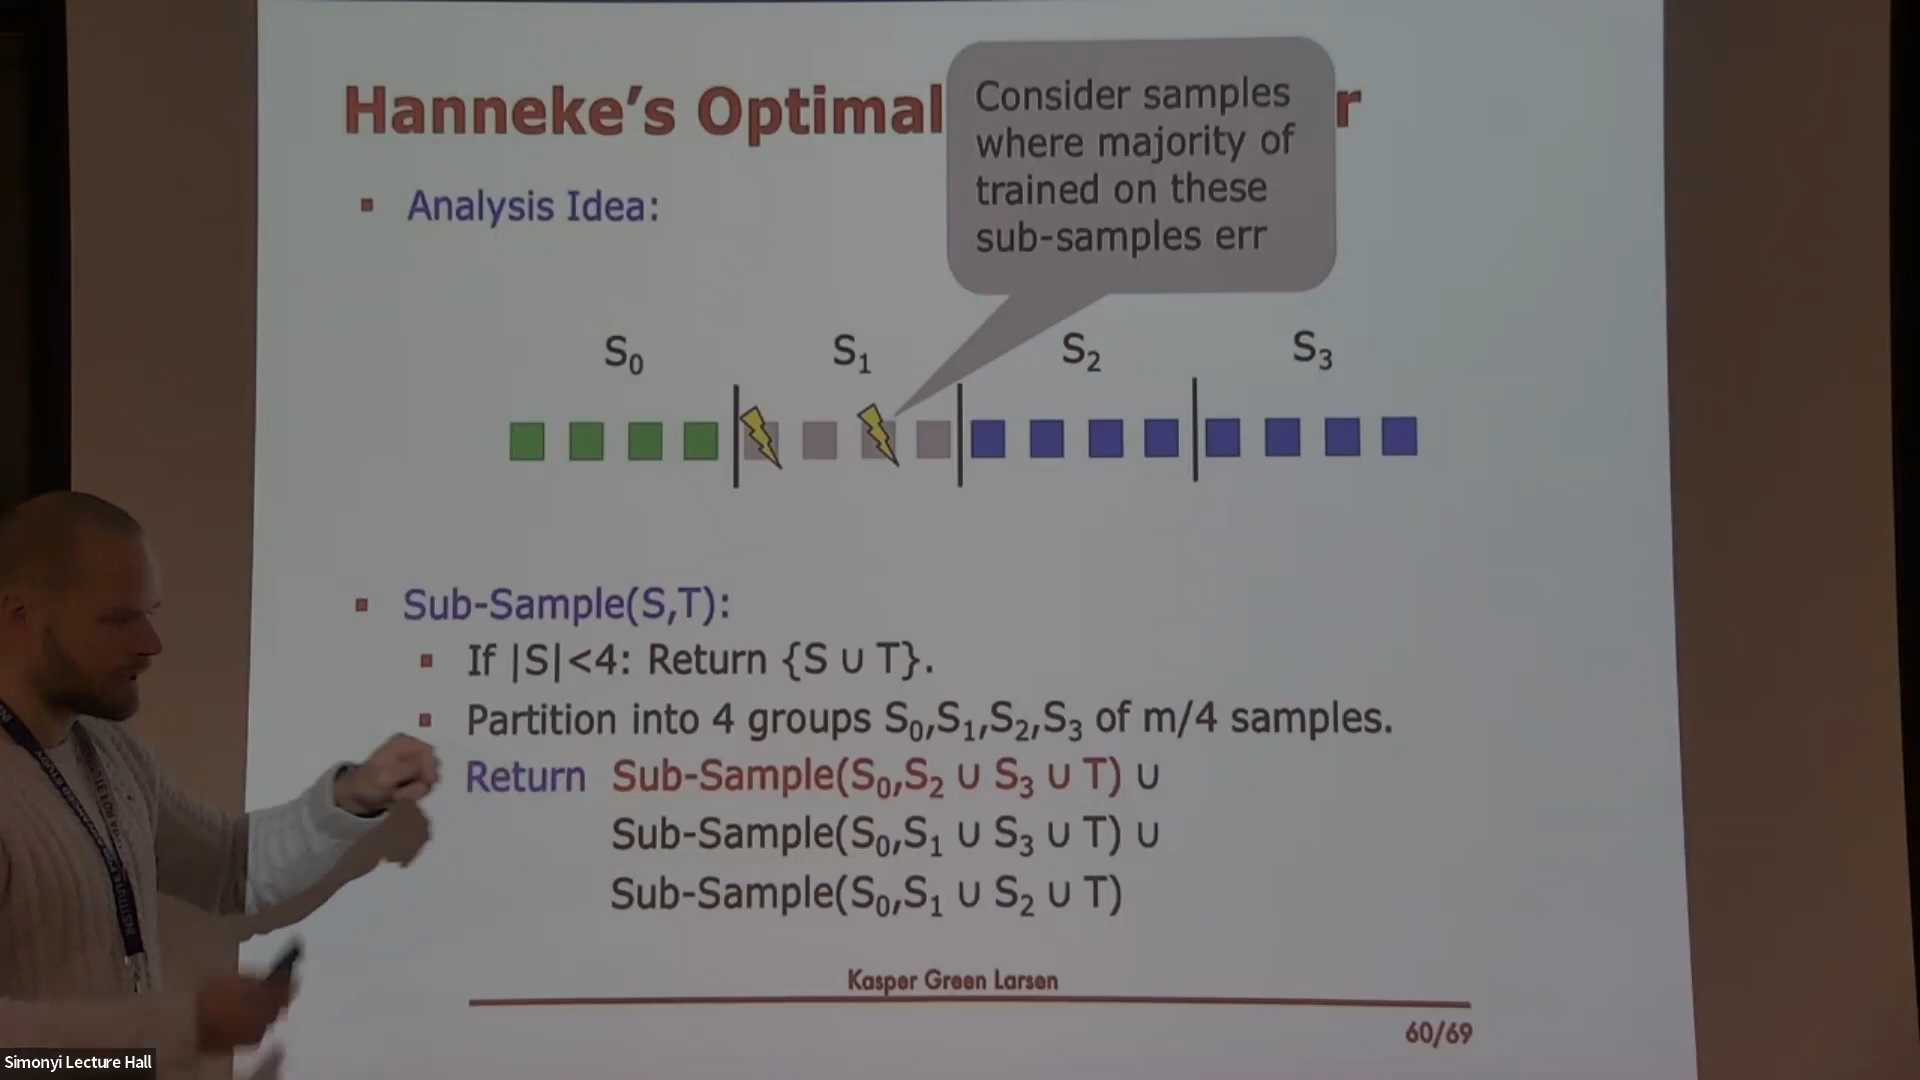 Hanneke's Optimal
r
Consider samples
where majority of
trained on these
sub-samples err
▪ Analysis Idea:
S₀ S₁ S₂ S₃
▪ Sub-Sample(S,T):
▪ If |S|<4: Return {S ∪ T}.
▪ Partition into 4 groups S₀,S₁,S₂,S₃ of m/4 samples.
Return Sub-Sample(S₀,S₂ ∪ S₃ ∪ T) ∪
Sub-Sample(S₀,S₁ ∪ S₃ ∪ T) ∪
Sub-Sample(S₀,S₁ ∪ S₂ ∪ T)
Kasper Green Larsen
60/69
Simonyi Lecture Hall